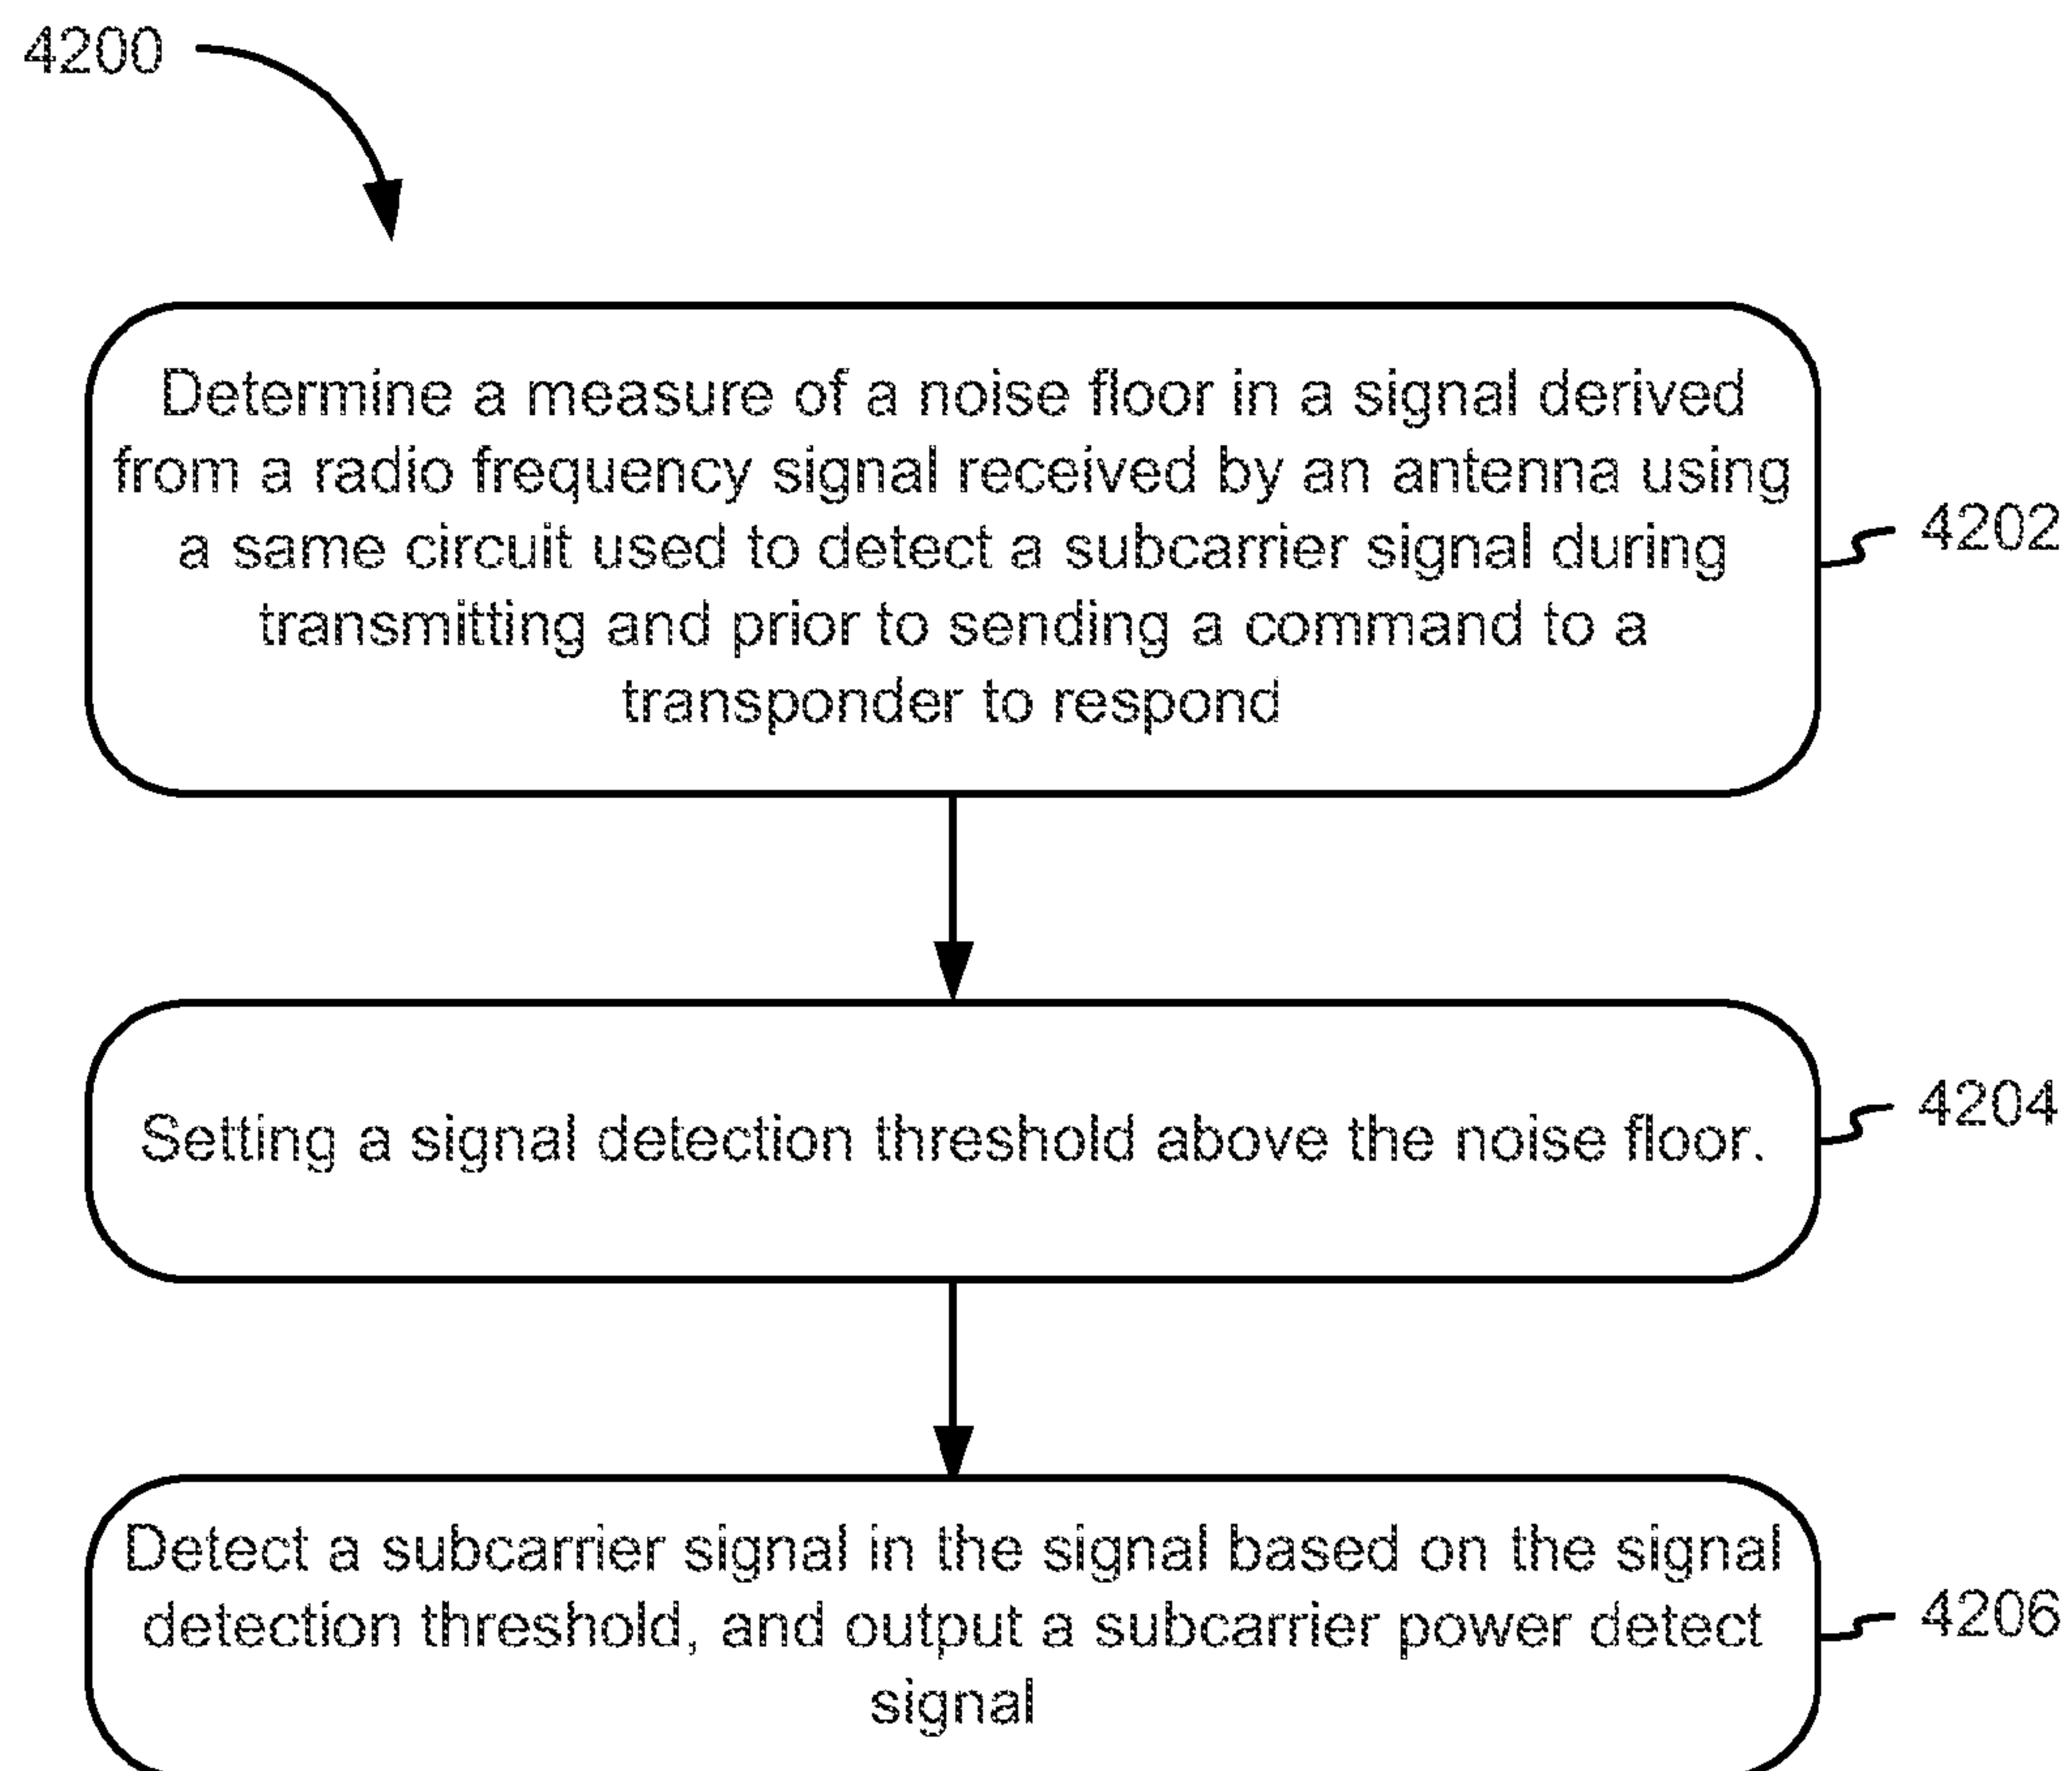 4200
Determine a measure of a noise floor in a signal derived
from a radio frequency signal received by an antenna using
a same circuit used to detect a subcarrier signal during
transmitting and prior to sending a command to a
transponder to respond
4202
Setting a signal detection threshold above the noise floor.
4204
Detect a subcarrier signal in the signal based on the signal
detection threshold, and output a subcarrier power detect
signal
4206